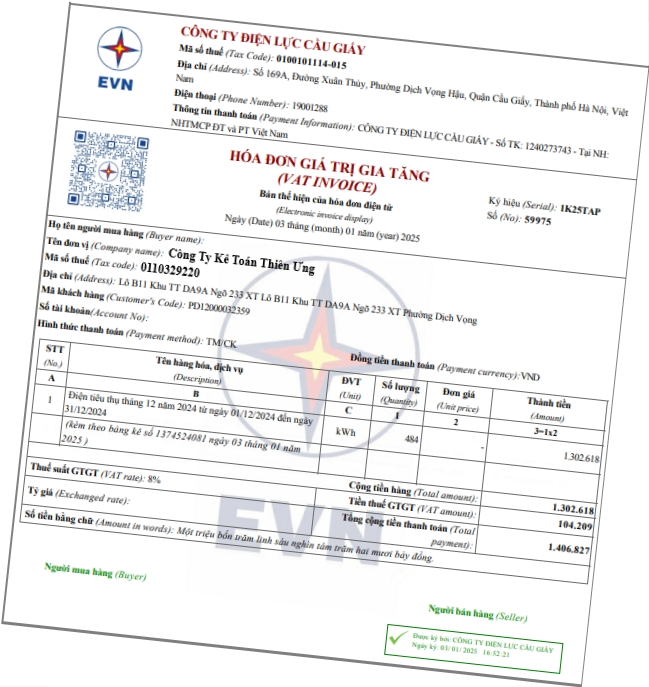 CÔNG TY ĐIỆN LỰC CẦU GIẤY
Mã số thuế (Tax Code): 0100101114-015
Địa chỉ (Address): Số 169A, Đường Xuân Thủy, Phường Dịch Vọng Hậu, Quận Cầu Giấy, Thành phố Hà Nội, Việt
Nam
Điện thoại (Phone Number): 19001288
Thông tin thanh toán (Payment Information): CÔNG TY ĐIỆN LỰC CẦU GIẤY - Số TK: 1240273743 - Tại NH:
NHTMCP ĐT và PT Việt Nam
EVN
HÓA ĐƠN GIÁ TRỊ GIA TĂNG
(VAT INVOICE)
Bản thể hiện của hóa đơn điện tử
(Electronic invoice display)
Ngày (Date) 03 tháng (month) 01 năm (year) 2025
Ký hiệu (Serial): 1K25TAP
Số (No): 59975
Họ tên người mua hàng (Buyer name):
Tên đơn vị (Company name): Công Ty Kế Toán Thiên Ưng
Mã số thuế (Tax code): 0110329220
Địa chỉ (Address): Lô B11 Khu TT DA9A Ngõ 233 XT Lô B11 Khu TT DA9A Ngõ 233 XT Phường Dịch Vọng
Mã khách hàng (Customer's Code): PD12000032359
Số tài khoản(Account No):
Hình thức thanh toán (Payment method): TM/CK
Đồng tiền thanh toán (Payment currency):VND
STT (No.) Tên hàng hóa, dịch vụ (Description) ĐVT (Unit) Số lượng (Quantity) Đơn giá (Unit price) Thành tiền (Amount)
A B C 1 2 3=1x2
1 Điện tiêu thụ tháng 12 năm 2024 từ ngày 01/12/2024 đến ngày
31/12/2024 kWh 484 - 1.302.618
(kèm theo bảng kê số 1374524081 ngày 03 tháng 01 năm
2025 )
Cộng tiền hàng (Total amount): 1.302.618
Thuế suất GTGT (VAT rate): 8% Tiền thuế GTGT (VAT amount): 104.209
Tỷ giá (Exchanged rate): Tổng cộng tiền thanh toán (Total
payment): 1.406.827
Số tiền bằng chữ (Amount in words): Một triệu bốn trăm linh sáu nghìn tám trăm hai mươi bảy đồng.
EVN
Người mua hàng (Buyer)
Người bán hàng (Seller)
Được ký bởi: CÔNG TY ĐIỆN LỰC CẦU GIẤY
Ngày ký: 03/01/2025 16:52:21